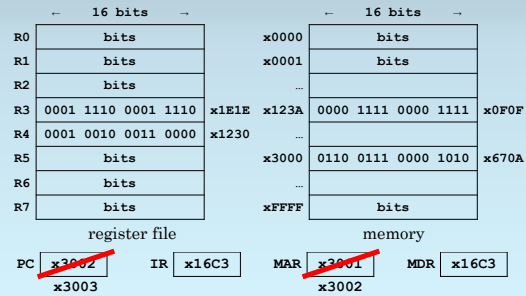 ← 16 bits → ← 16 bits →
R0 bits x0000 bits
R1 bits x0001 bits
R2 bits …
R3 0001 1110 0001 1110 x1E1E x123A 0000 1111 0000 1111 x0F0F
R4 0001 0010 0011 0000 x1230 …
R5 bits x3000 0110 0111 0000 1010 x670A
R6 bits …
R7 bits xFFFF bits
register file memory
PC x3002 IR x16C3 MAR x3001 MDR x16C3
x3003 x3002